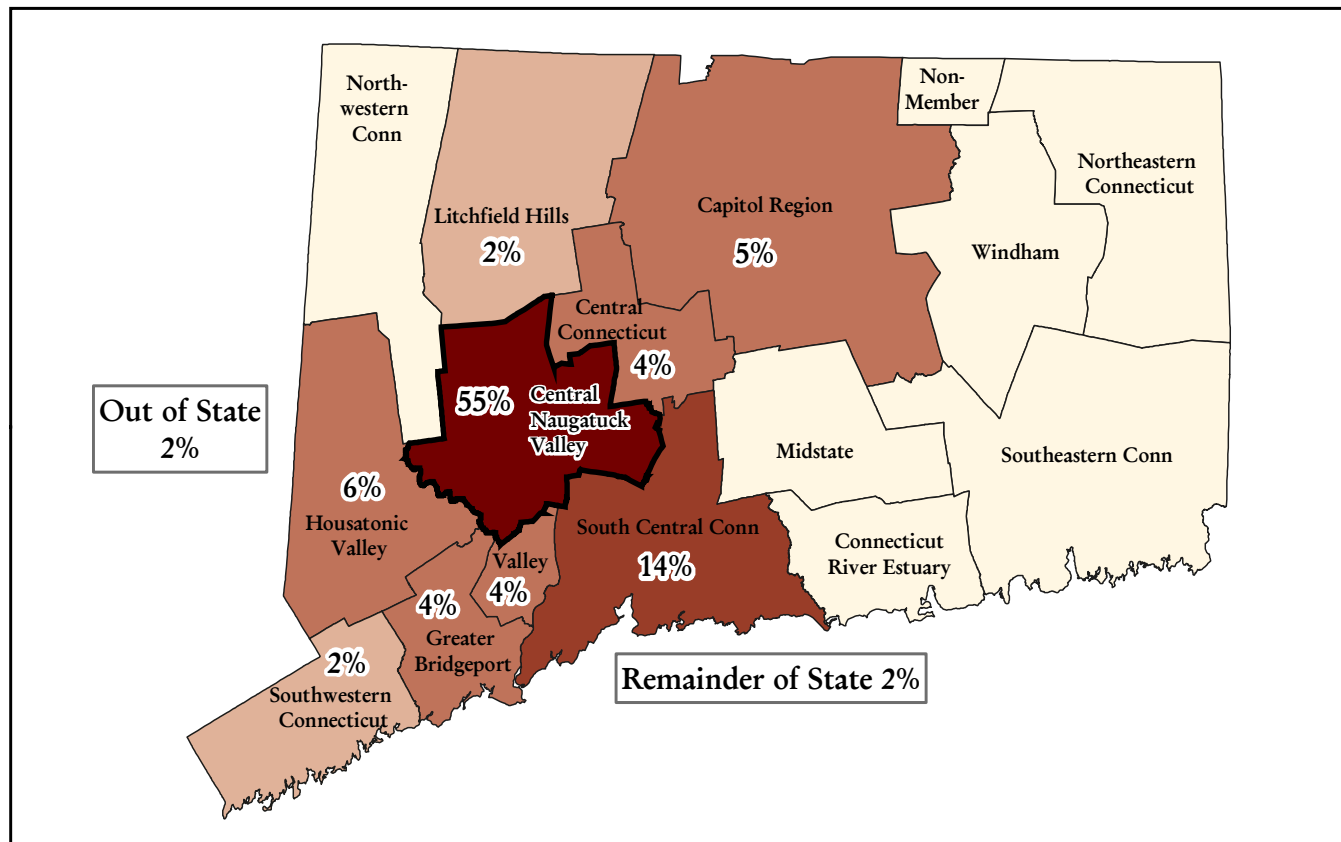 North-
western
Conn
Non-
Member
Northeastern
Connecticut
Litchfield Hills
2%
Capitol Region
5%
Windham
Central
Connecticut
4%
55%
Central
Naugatuck
Valley
Out of State
2%
Midstate
Southeastern Conn
6%
Housatonic
Valley
South Central Conn
14%
Connecticut
River Estuary
Valley
4%
4%
Greater
Bridgeport
2%
Southwestern
Connecticut
Remainder of State 2%